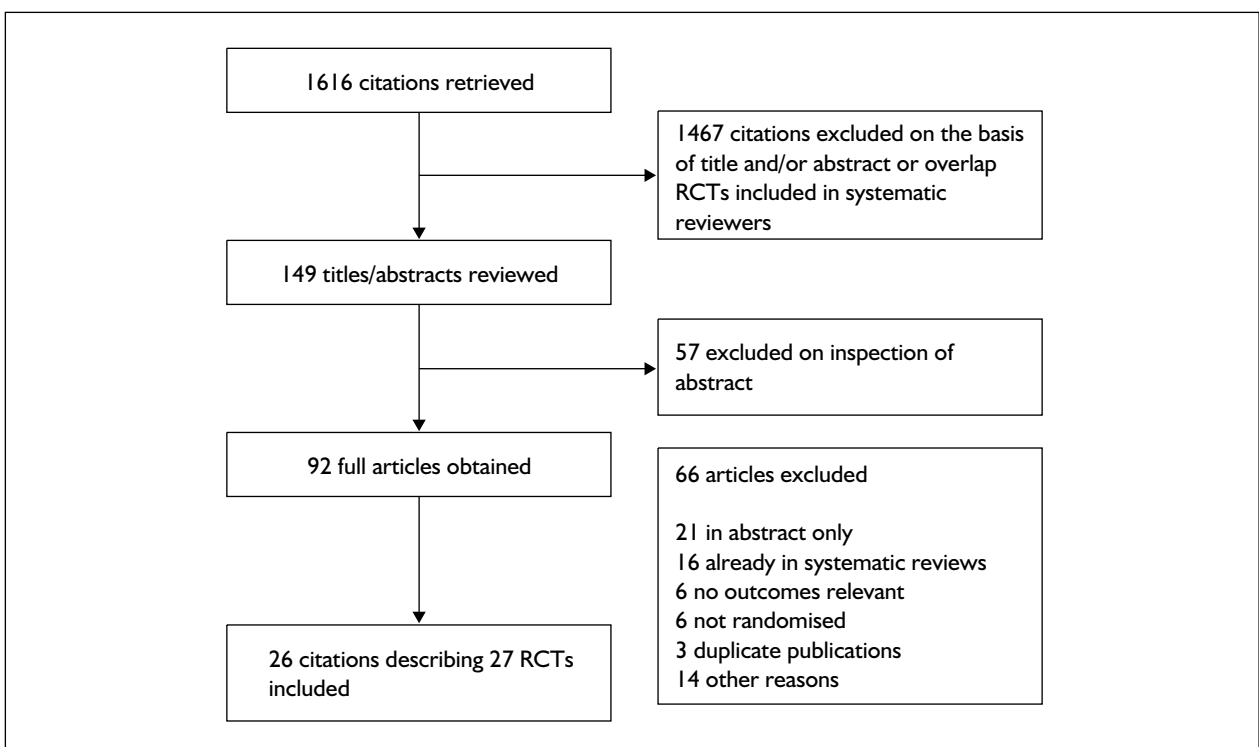 1616 citations retrieved
1467 citations excluded on the basis
of title and/or abstract or overlap
RCTs included in systematic
reviewers
149 titles/abstracts reviewed
57 excluded on inspection of
abstract
92 full articles obtained
66 articles excluded
21 in abstract only
16 already in systematic reviews
6 no outcomes relevant
6 not randomised
3 duplicate publications
14 other reasons
26 citations describing 27 RCTs
included